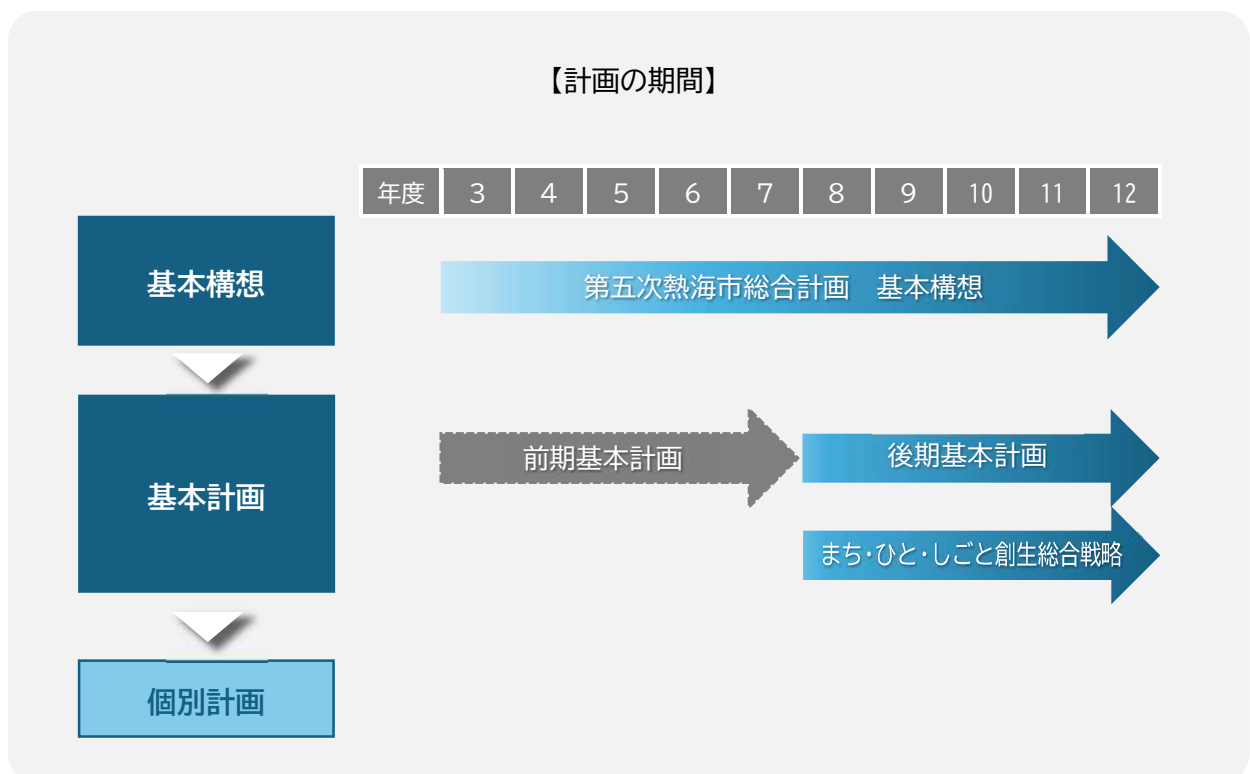 【計画の期間】
年度 3 4 5 6 7 8 9 10 11 12
基本構想
第五次熱海市総合計画　基本構想
基本計画
前期基本計画
後期基本計画
まち・ひと・しごと創生総合戦略
個別計画